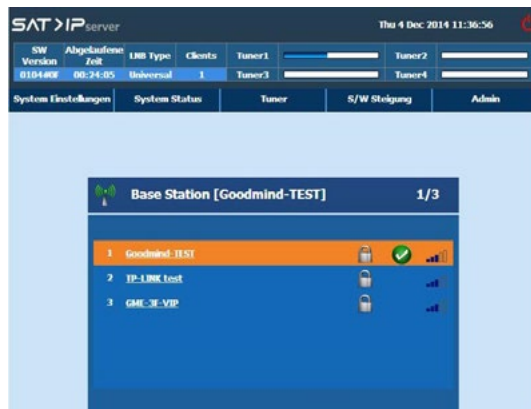 SAT>IP server
Thu 4 Dec 2014 11:36:56
SW Version Abgelaufene Zeit LNB Type Clients Tuner1 Tuner2
0104#0F 00:24:05 Universal 1 Tuner3 Tuner4
System Einstellungen System Status Tuner S/W Steigung Admin
Base Station [Goodmind-TEST] 1/3
1 Goodmind-TEST
2 TP-LINK test
3 GME-3F-VIP